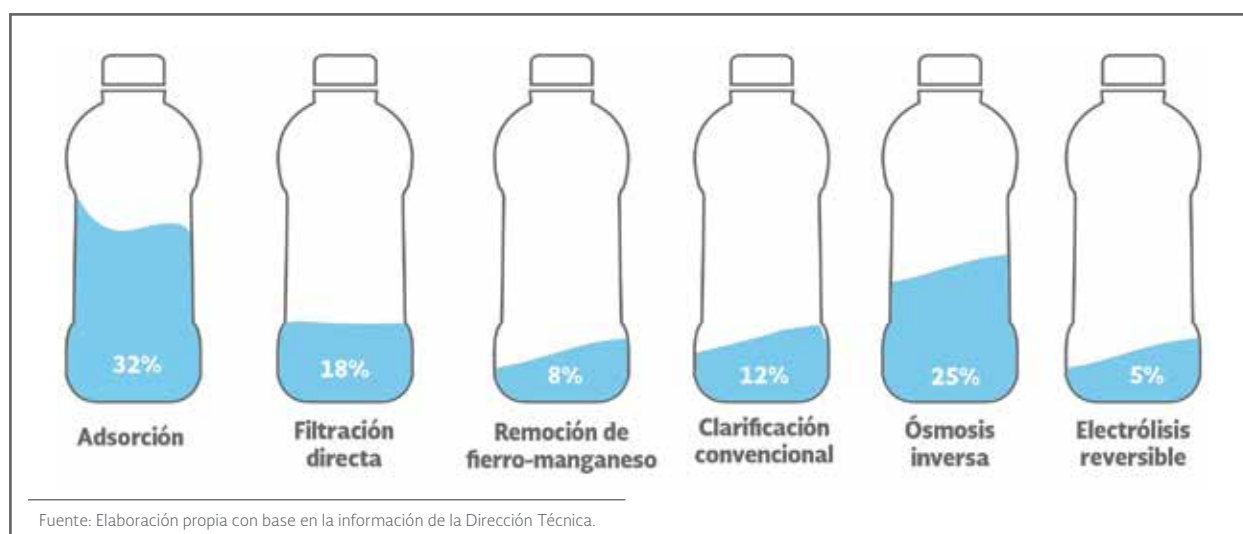 32%
18%
8%
12%
25%
5%
Adsorción
Filtración
directa
Remoción de
fierro-manganeso
Clarificación
convencional
Ósmosis
inversa
Electrólisis
reversible
Fuente: Elaboración propia con base en la información de la Dirección Técnica.